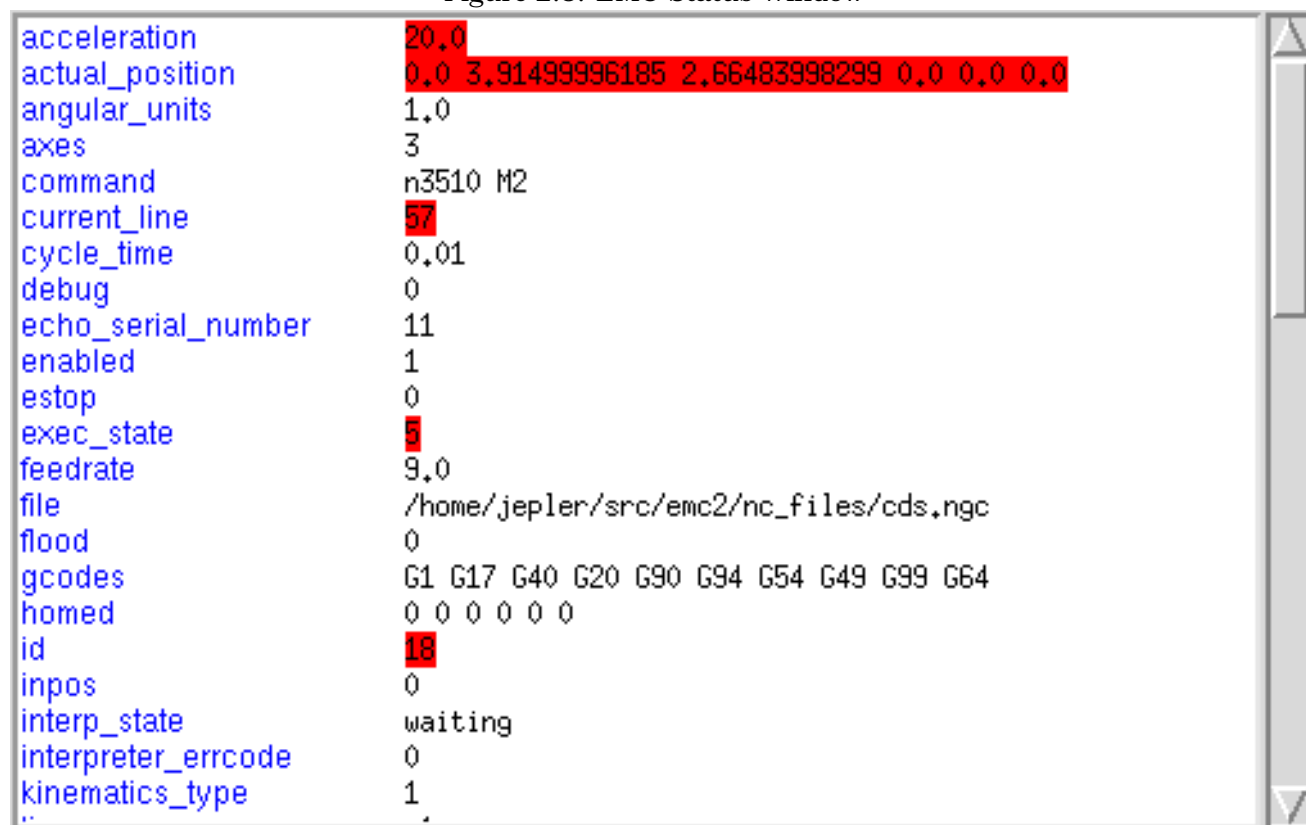 acceleration 20.0
actual_position 0.0 3.91499996185 2.66483998299 0.0 0.0 0.0
angular_units 1.0
axes 3
command n3510 M2
current_line 57
cycle_time 0.01
debug 0
echo_serial_number 11
enabled 1
estop 0
exec_state 5
feedrate 9.0
file /home/jepler/src/emc2/nc_files/cds.ngc
flood 0
gcodes G1 G17 G40 G20 G90 G94 G54 G49 G99 G64
homed 0 0 0 0 0 0
id 18
inpos 0
interp_state waiting
interpreter_errcode 0
kinematics_type 1